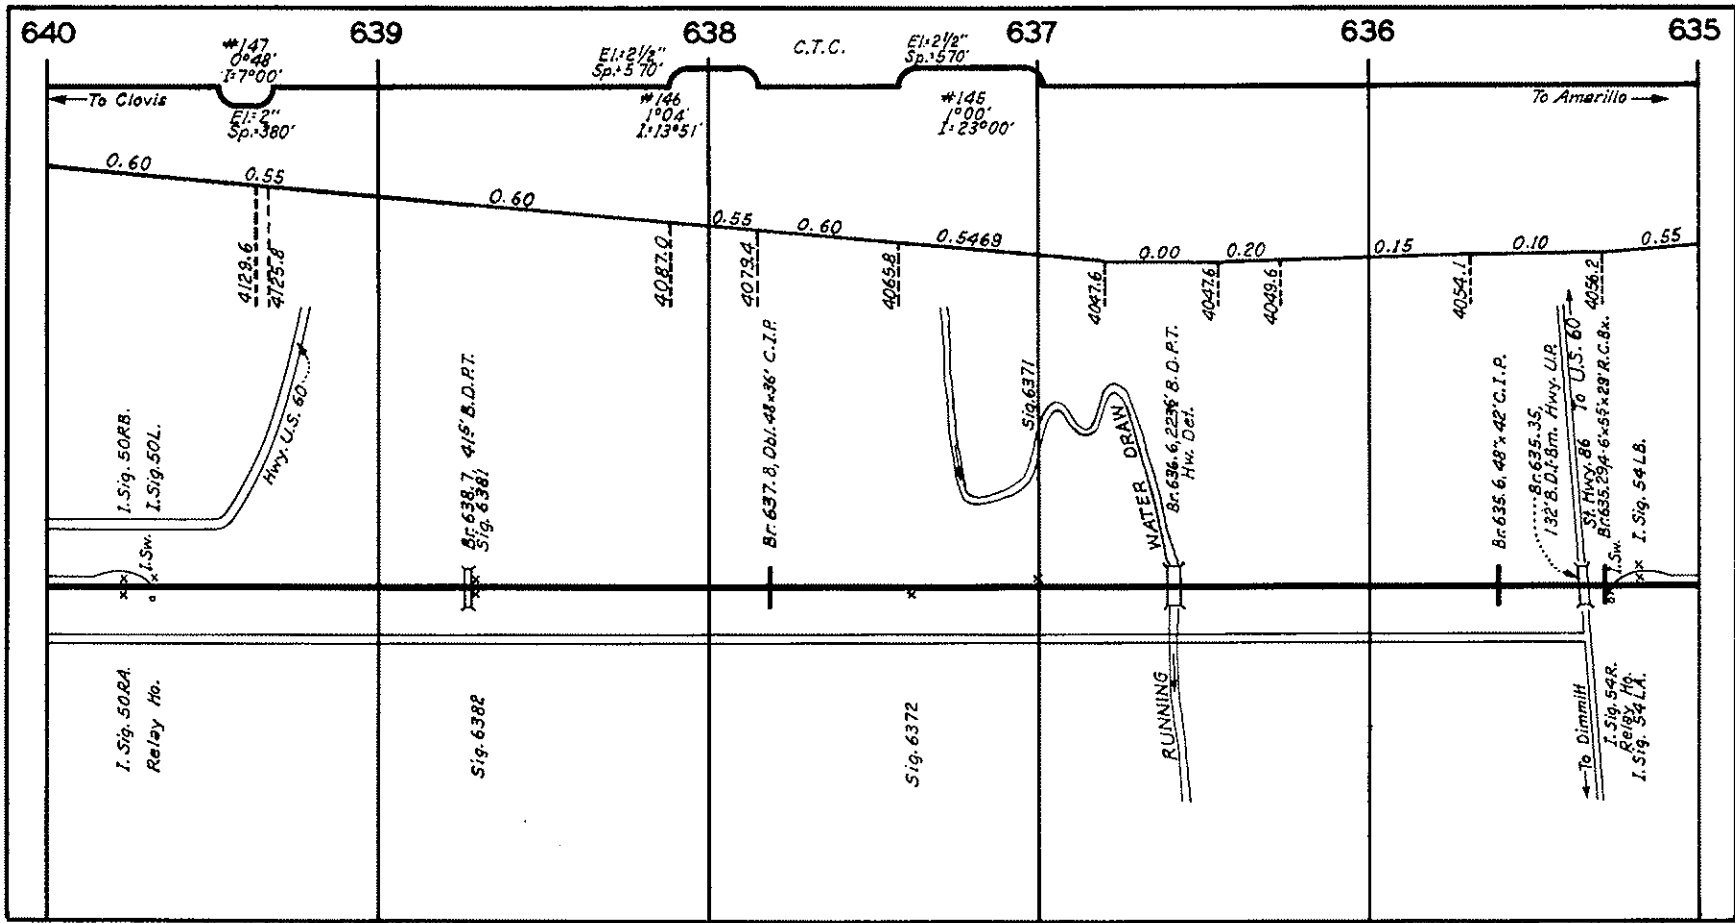 640
639
638
637
636
635
#147
0°48'
I=7°00'
El.=2"
Sp.=380'
El.=2½"
Sp.=570'
#146
1°04'
I.=13°51'
C.T.C.
El.=2½"
Sp.=570'
#145
1°00'
I=23°00'
To Clovis
To Amarillo
0.60
0.55
0.60
0.55
0.60
0.5469
0.00
0.20
0.15
0.10
0.55
4129.6
4125.8
4087.0
4079.4
4065.8
4047.6
4047.6
4049.6
4054.1
4056.2
I.Sig. 50RB.
I.Sig. 50L.
I.Sw.
Hwy. U.S. 60
Br. 638.7, 415' B.D.P.T.
Sig. 6381
Br. 637.8, Dbl. 48"x36' C.I.P.
Sig. 6371
WATER DRAW
Br. 636.6, 223.6' B.D.P.T.
Hw. Det.
Br. 635.6, 48"x42' C.I.P.
Br. 635.35,
132' B.D.I-Bm. Hwy. U.P.
St. Hwy. 86 To U.S. 60
Br. 635.29, 4-6'x5.5'x29' R.C.Bx.
I.Sw.
I. Sig. 54 LB.
I.Sig. 50RA.
Relay Ho.
Sig. 6382
Sig. 6372
RUNNING
To Dimmitt
I. Sig. 54R.
Relay Ho.
I.Sig. 54 LA.